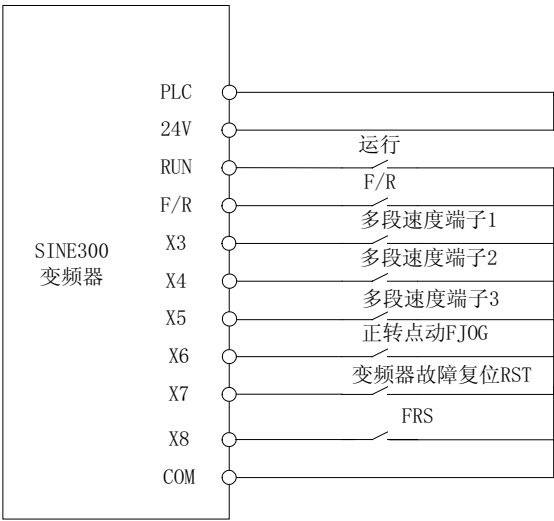 PLC
24V
运行
RUN
F/R
F/R
多段速度端子1
X3
多段速度端子2
SINE300
变频器
X4
多段速度端子3
X5
正转点动FJOG
X6
变频器故障复位RST
X7
FRS
X8
COM